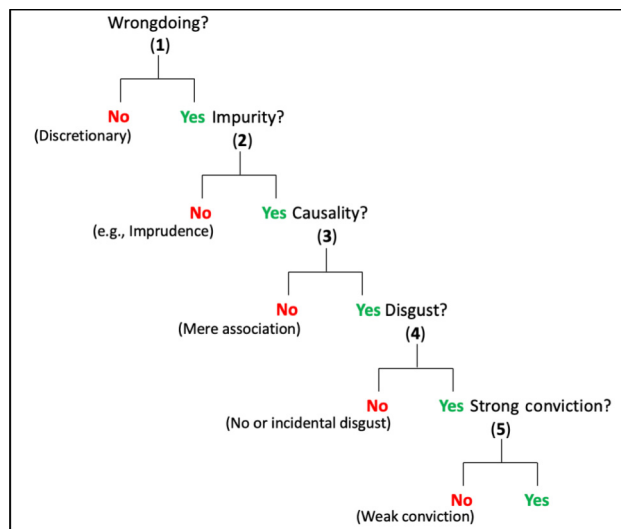 Wrongdoing?
(1)
No
Yes Impurity?
(Discretionary)
(2)
No
Yes Causality?
(e.g., Imprudence)
(3)
No
Yes Disgust?
(Mere association)
(4)
No
Yes Strong conviction?
(No or incidental disgust)
(5)
No
Yes
(Weak conviction)